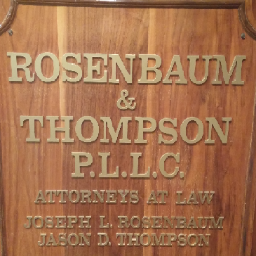 ROSENBAUM
&
THOMPSON
P.L.L.C.
ATTORNEYS AT LAW
JOSEPH L. ROSENBAUM
JASON D. THOMPSON